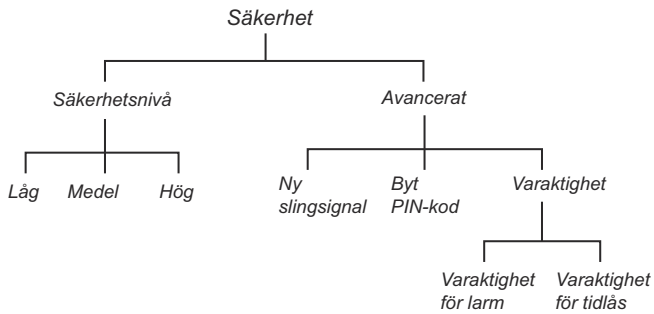 Säkerhet
Säkerhetsnivå
Avancerat
Låg
Medel
Hög
Ny
slingsignal
Byt
PIN-kod
Varaktighet
Varaktighet
för larm
Varaktighet
för tidlås